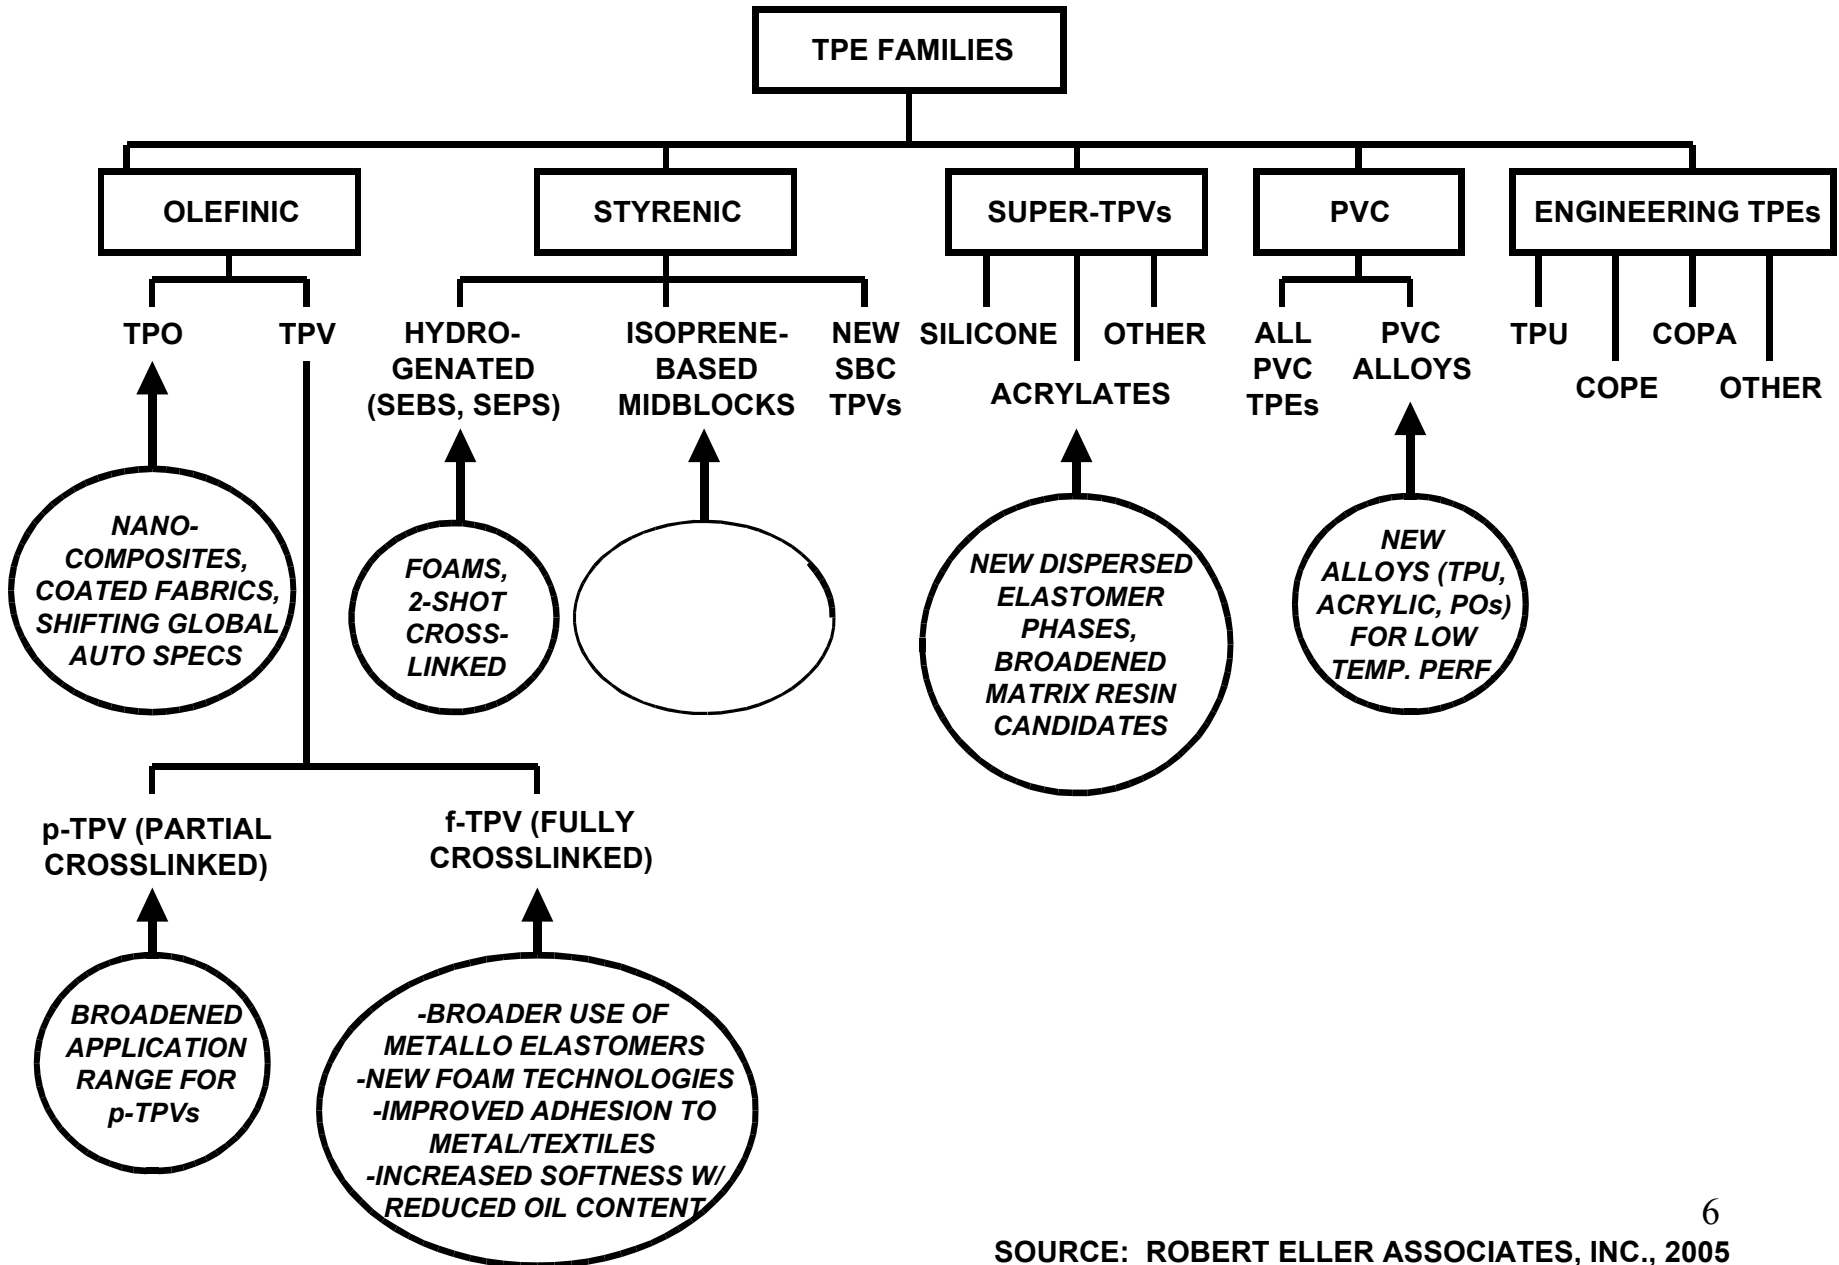 TPE FAMILIES
OLEFINIC
STYRENIC
SUPER-TPVs
PVC
ENGINEERING TPEs
TPO
TPV
HYDRO-
GENATED
(SEBS, SEPS)
ISOPRENE-
BASED
MIDBLOCKS
NEW
SBC
TPVs
SILICONE
ACRYLATES
OTHER
ALL
PVC
TPEs
PVC
ALLOYS
TPU
COPE
COPA
OTHER
NANO-
COMPOSITES,
COATED FABRICS,
SHIFTING GLOBAL
AUTO SPECS
FOAMS,
2-SHOT
CROSS-
LINKED
NEW DISPERSED
ELASTOMER
PHASES,
BROADENED
MATRIX RESIN
CANDIDATES
NEW
ALLOYS (TPU,
ACRYLIC, POs)
FOR LOW
TEMP. PERF.
p-TPV (PARTIAL
CROSSLINKED)
f-TPV (FULLY
CROSSLINKED)
BROADENED
APPLICATION
RANGE FOR
p-TPVs
-BROADER USE OF
METALLO ELASTOMERS
-NEW FOAM TECHNOLOGIES
-IMPROVED ADHESION TO
METAL/TEXTILES
-INCREASED SOFTNESS W/
REDUCED OIL CONTENT
6
SOURCE: ROBERT ELLER ASSOCIATES, INC., 2005